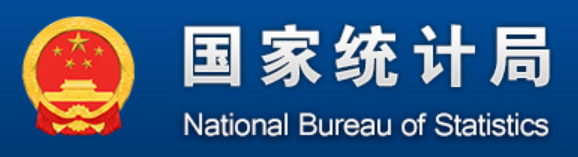 国家统计局
National Bureau of Statistics